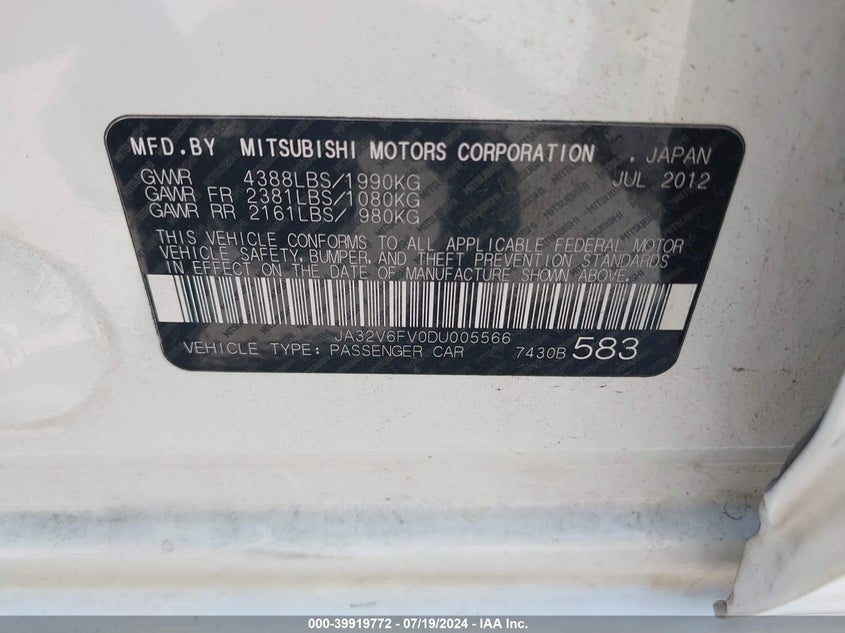 MFD.BY MITSUBISHI MOTORS CORPORATION , JAPAN
GVWR 4388LBS/1990KG JUL 2012
GAWR FR 2381LBS/1080KG
GAWR RR 2161LBS/ 980KG
THIS VEHICLE CONFORMS TO ALL APPLICABLE FEDERAL MOTOR
VEHICLE SAFETY, BUMPER, AND THEFT PREVENTION STANDARDS
IN EFFECT ON THE DATE OF MANUFACTURE SHOWN ABOVE.
JA32V6FV0DU005566
VEHICLE TYPE: PASSENGER CAR 7430B 583
000-39919772 - 07/19/2024 - IAA Inc.